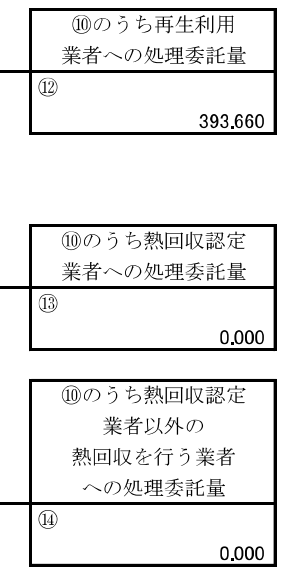 ⑩のうち再生利用
業者への処理委託量
⑫
393.660
⑩のうち熱回収認定
業者への処理委託量
⑬
0.000
⑩のうち熱回収認定
業者以外の
熱回収を行う業者
への処理委託量
⑭
0.000